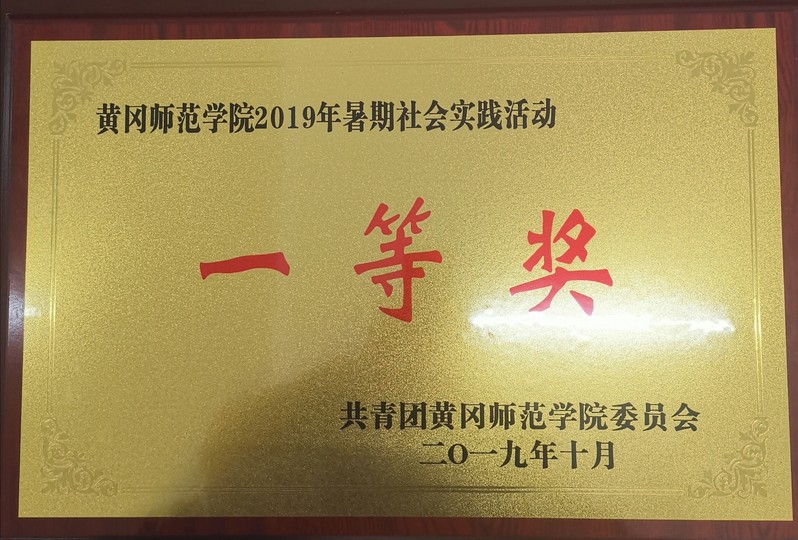 黄冈师范学院2019年暑期社会实践活动
一等奖
共青团黄冈师范学院委员会
二O一九年十月